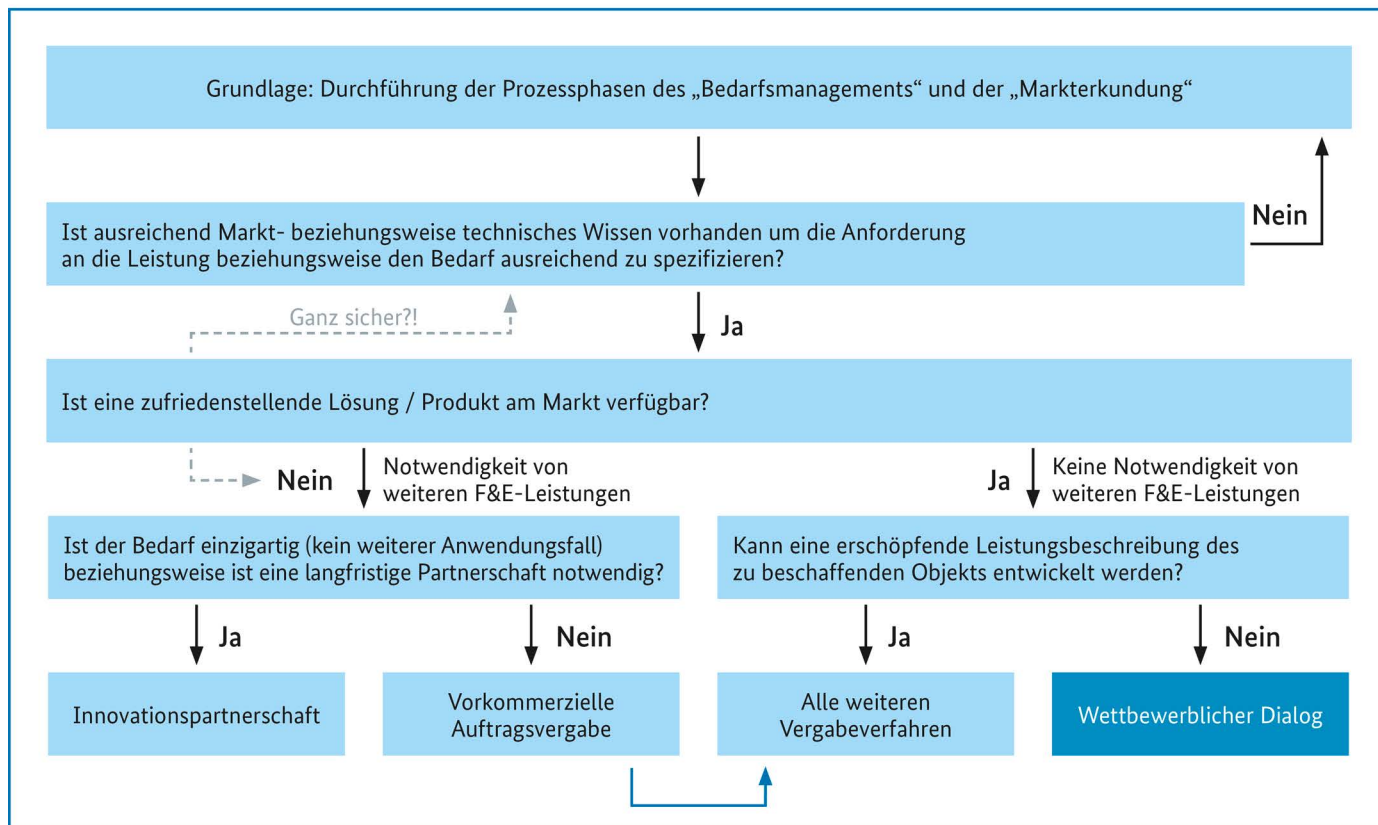 Grundlage: Durchführung der Prozessphasen des „Bedarfsmanagements“ und der „Markterkundung“
Nein
Ist ausreichend Markt- beziehungsweise technisches Wissen vorhanden um die Anforderung
an die Leistung beziehungsweise den Bedarf ausreichend zu spezifizieren?
Ganz sicher?!
Ja
Ist eine zufriedenstellende Lösung / Produkt am Markt verfügbar?
Nein
Notwendigkeit von
weiteren F&E-Leistungen
Ja
Keine Notwendigkeit von
weiteren F&E-Leistungen
Ist der Bedarf einzigartig (kein weiterer Anwendungsfall)
beziehungsweise ist eine langfristige Partnerschaft notwendig?
Kann eine erschöpfende Leistungsbeschreibung des
zu beschaffenden Objekts entwickelt werden?
Ja
Nein
Ja
Nein
Innovationspartnerschaft
Vorkommerzielle
Auftragsvergabe
Alle weiteren
Vergabeverfahren
Wettbewerblicher Dialog